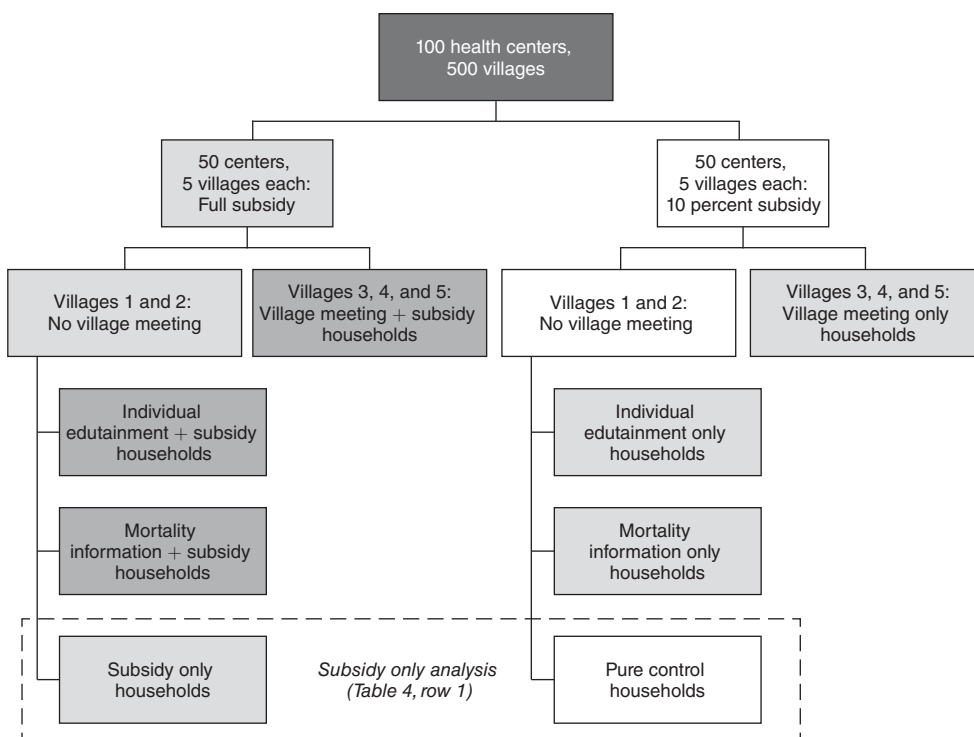 100 health centers,
500 villages
50 centers,
5 villages each:
Full subsidy
50 centers,
5 villages each:
10 percent subsidy
Villages 1 and 2:
No village meeting
Villages 3, 4, and 5:
Village meeting + subsidy
households
Villages 1 and 2:
No village meeting
Villages 3, 4, and 5:
Village meeting only
households
Individual
edutainment + subsidy
households
Individual
edutainment only
households
Mortality
information + subsidy
households
Mortality
information only
households
Subsidy only
households
Subsidy only analysis
(Table 4, row 1)
Pure control
households